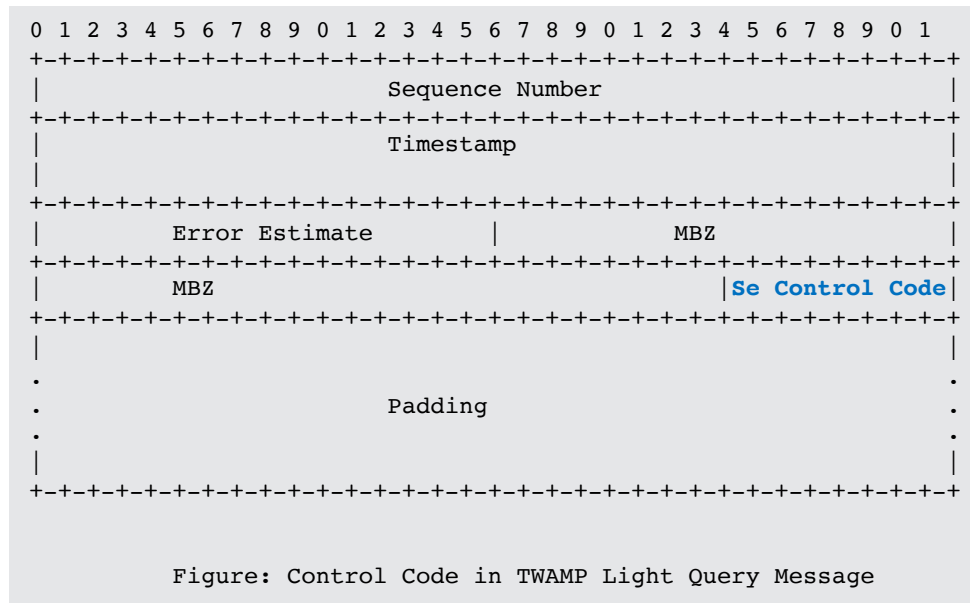 0 1 2 3 4 5 6 7 8 9 0 1 2 3 4 5 6 7 8 9 0 1 2 3 4 5 6 7 8 9 0 1
+-+-+-+-+-+-+-+-+-+-+-+-+-+-+-+-+-+-+-+-+-+-+-+-+-+-+-+-+-+-+-+-+
|                        Sequence Number                        |
+-+-+-+-+-+-+-+-+-+-+-+-+-+-+-+-+-+-+-+-+-+-+-+-+-+-+-+-+-+-+-+-+
|                        Timestamp                              |
|                                                               |
+-+-+-+-+-+-+-+-+-+-+-+-+-+-+-+-+-+-+-+-+-+-+-+-+-+-+-+-+-+-+-+-+
|         Error Estimate        |            MBZ                |
+-+-+-+-+-+-+-+-+-+-+-+-+-+-+-+-+-+-+-+-+-+-+-+-+-+-+-+-+-+-+-+-+
|         MBZ                                   |Se Control Code|
+-+-+-+-+-+-+-+-+-+-+-+-+-+-+-+-+-+-+-+-+-+-+-+-+-+-+-+-+-+-+-+-+
|                                                               |
.                                                               .
.                        Padding                                .
.                                                               .
|                                                               |
+-+-+-+-+-+-+-+-+-+-+-+-+-+-+-+-+-+-+-+-+-+-+-+-+-+-+-+-+-+-+-+-+
Figure: Control Code in TWAMP Light Query Message